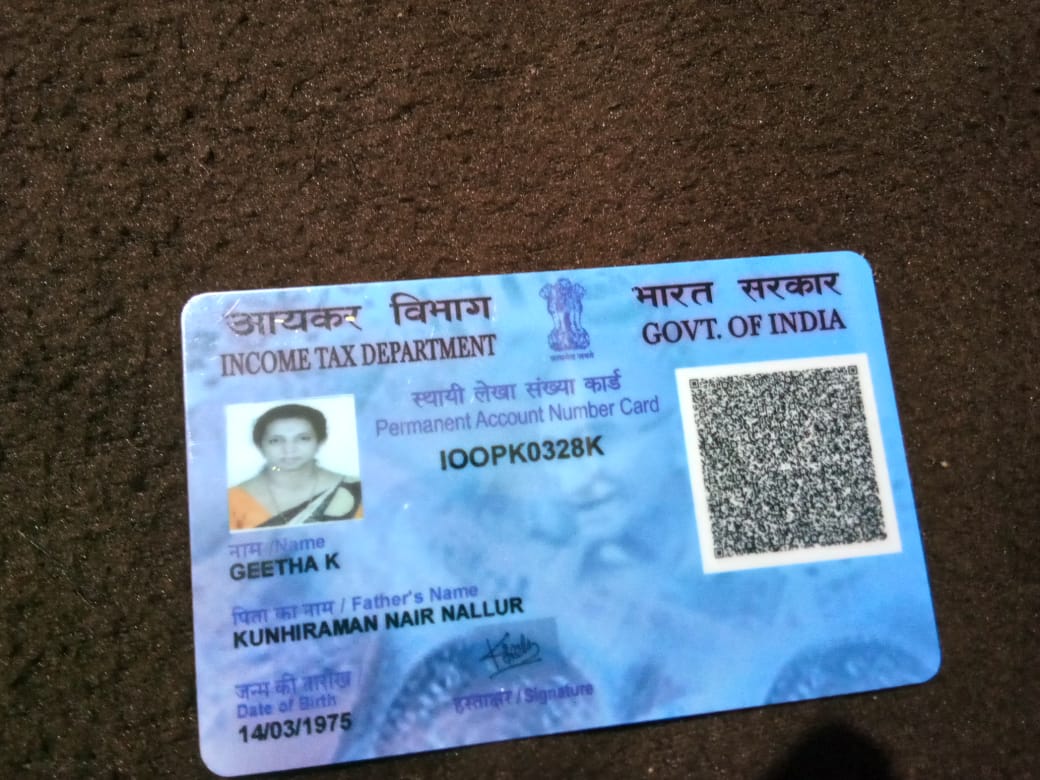 आयकर विभाग
INCOME TAX DEPARTMENT
भारत सरकार
GOVT. OF INDIA
सत्यमेव जयते
स्थायी लेखा संख्या कार्ड
Permanent Account Number Card
IOOPK0328K
नाम /Name
GEETHA K
पिता का नाम / Father's Name
KUNHIRAMAN NAIR NALLUR
जन्म की तारीख
Date of Birth
14/03/1975
हस्ताक्षर / Signature